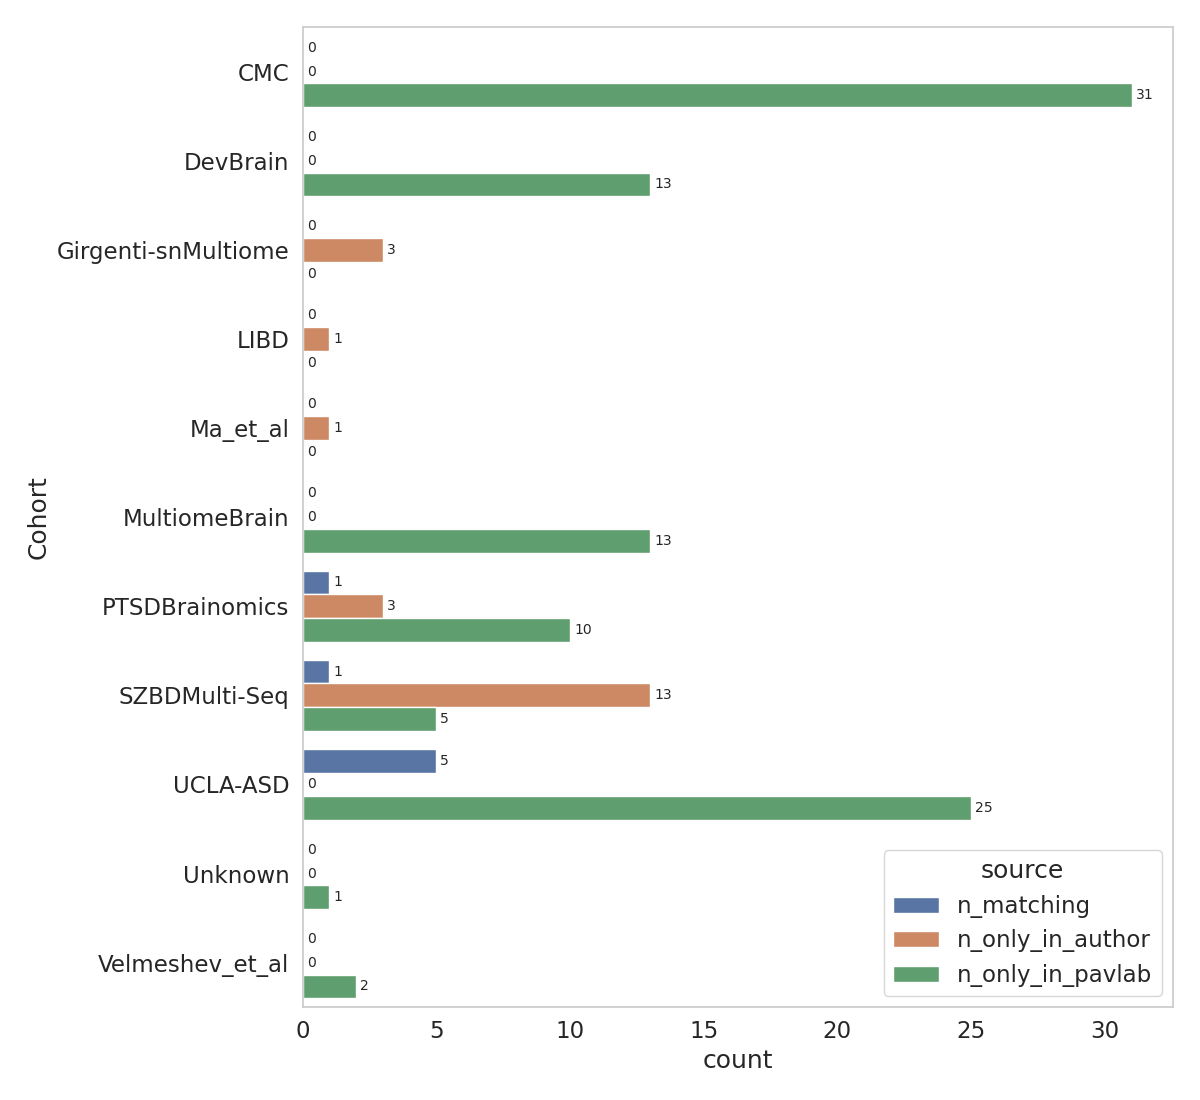 0
CMC
0
31
0
DevBrain
0
13
0
Girgenti-snMultiome
3
0
0
LIBD
1
0
0
Ma_et_al
1
0
0
MultiomeBrain
0
13
1
PTSDBrainomics
3
10
1
SZBDMulti-Seq
13
5
5
UCLA-ASD
0
25
0
Unknown
0
1
0
Velmeshev_et_al
0
2
Cohort
source
n_matching
n_only_in_author
n_only_in_pavlab
0 5 10 15 20 25 30
count